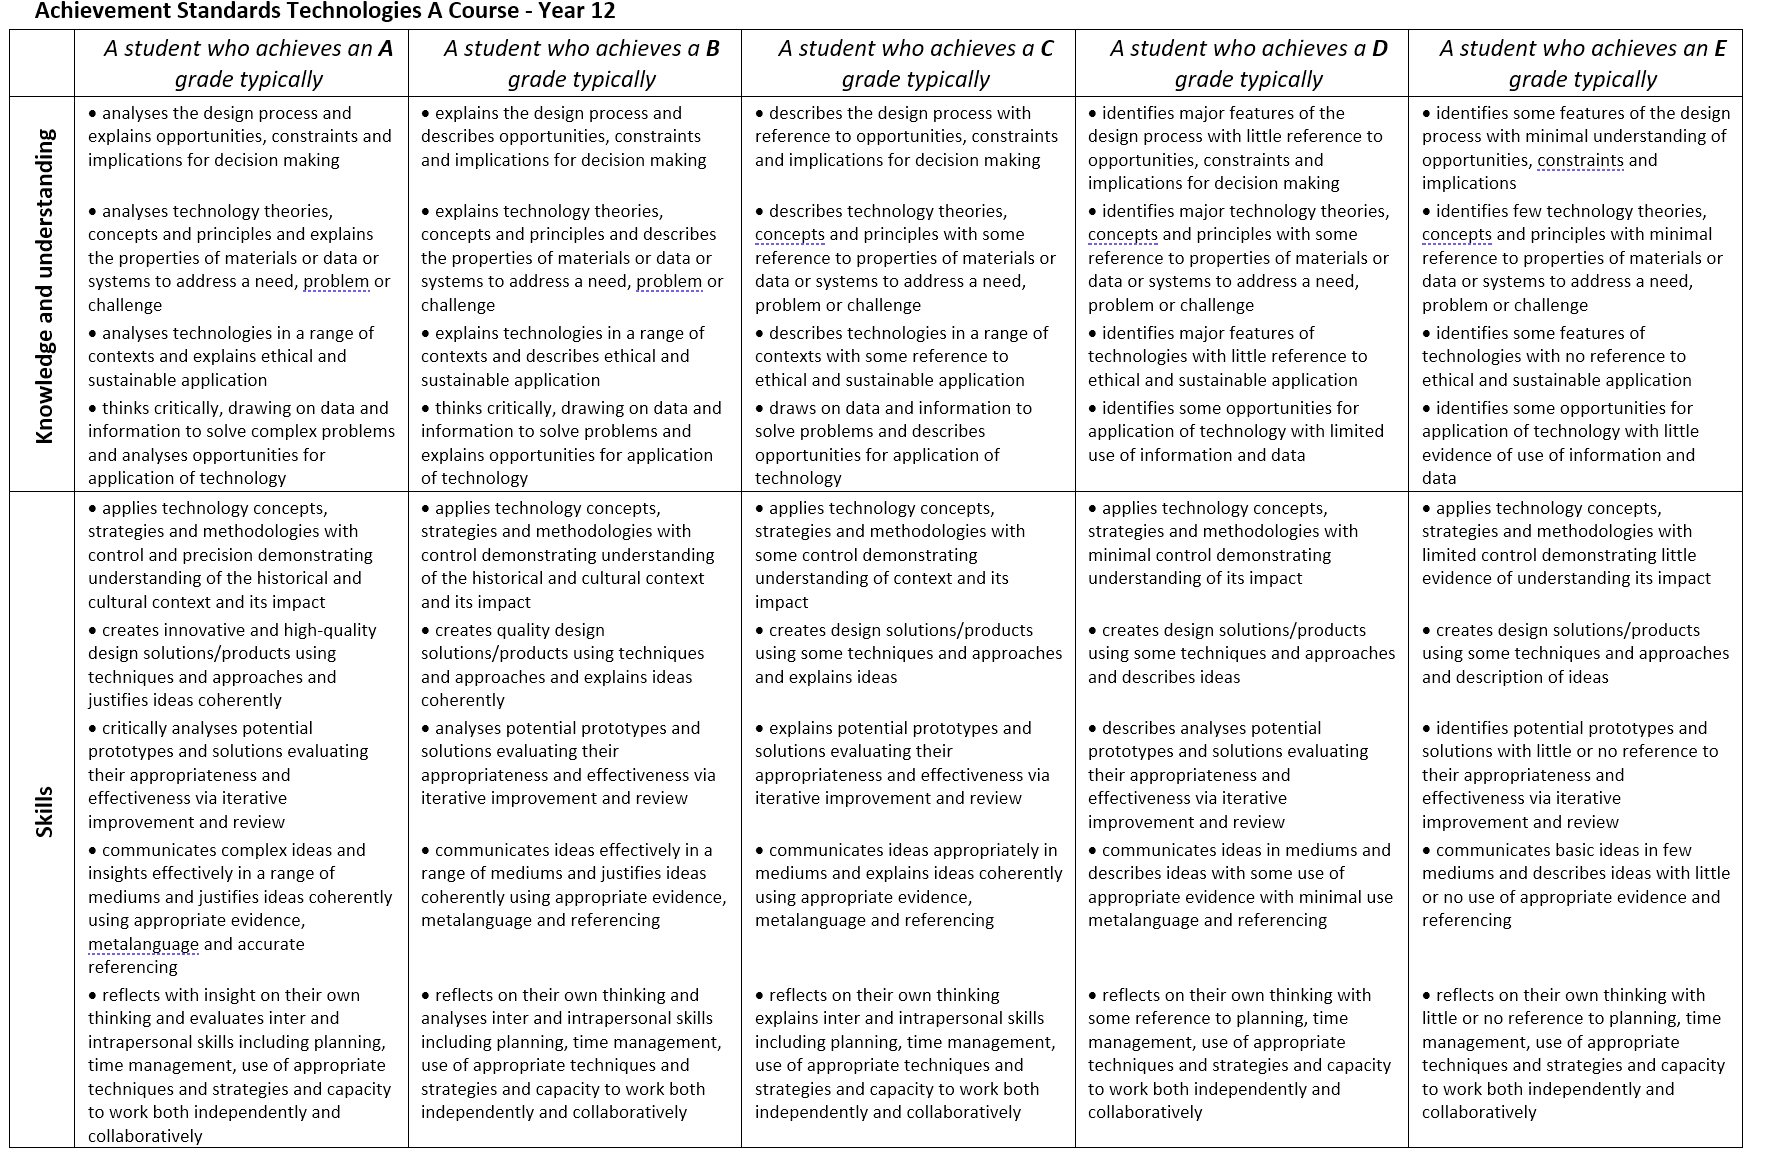 Achievement Standards Technologies A Course - Year 12
A student who achieves an A
grade typically
A student who achieves a B
grade typically
A student who achieves a C
grade typically
A student who achieves a D
grade typically
A student who achieves an E
grade typically
Knowledge and understanding
• analyses the design process and
explains opportunities, constraints and
implications for decision making
• explains the design process and
describes opportunities, constraints
and implications for decision making
• describes the design process with
reference to opportunities, constraints
and implications for decision making
• identifies major features of the
design process with little reference to
opportunities, constraints and
implications for decision making
• identifies some features of the design
process with minimal understanding of
opportunities, constraints and
implications
• analyses technology theories,
concepts and principles and explains
the properties of materials or data or
systems to address a need, problem or
challenge
• explains technology theories,
concepts and principles and describes
the properties of materials or data or
systems to address a need, problem or
challenge
• describes technology theories,
concepts and principles with some
reference to properties of materials or
data or systems to address a need,
problem or challenge
• identifies major technology theories,
concepts and principles with some
reference to properties of materials or
data or systems to address a need,
problem or challenge
• identifies few technology theories,
concepts and principles with minimal
reference to properties of materials or
data or systems to address a need,
problem or challenge
• analyses technologies in a range of
contexts and explains ethical and
sustainable application
• explains technologies in a range of
contexts and describes ethical and
sustainable application
• describes technologies in a range of
contexts with some reference to
ethical and sustainable application
• identifies major features of
technologies with little reference to
ethical and sustainable application
• identifies some features of
technologies with no reference to
ethical and sustainable application
• thinks critically, drawing on data and
information to solve complex problems
and analyses opportunities for
application of technology
• thinks critically, drawing on data and
information to solve problems and
explains opportunities for application
of technology
• draws on data and information to
solve problems and describes
opportunities for application of
technology
• identifies some opportunities for
application of technology with limited
use of information and data
• identifies some opportunities for
application of technology with little
evidence of use of information and
data
Skills
• applies technology concepts,
strategies and methodologies with
control and precision demonstrating
understanding of the historical and
cultural context and its impact
• applies technology concepts,
strategies and methodologies with
control demonstrating understanding
of the historical and cultural context
and its impact
• applies technology concepts,
strategies and methodologies with
some control demonstrating
understanding of context and its
impact
• applies technology concepts,
strategies and methodologies with
minimal control demonstrating
understanding of its impact
• applies technology concepts,
strategies and methodologies with
limited control demonstrating little
evidence of understanding its impact
• creates innovative and high-quality
design solutions/products using
techniques and approaches and
justifies ideas coherently
• creates quality design
solutions/products using techniques
and approaches and explains ideas
coherently
• creates design solutions/products
using some techniques and approaches
and explains ideas
• creates design solutions/products
using some techniques and approaches
and describes ideas
• creates design solutions/products
using some techniques and approaches
and description of ideas
• critically analyses potential
prototypes and solutions evaluating
their appropriateness and
effectiveness via iterative
improvement and review
• analyses potential prototypes and
solutions evaluating their
appropriateness and effectiveness via
iterative improvement and review
• explains potential prototypes and
solutions evaluating their
appropriateness and effectiveness via
iterative improvement and review
• describes analyses potential
prototypes and solutions evaluating
their appropriateness and
effectiveness via iterative
improvement and review
• identifies potential prototypes and
solutions with little or no reference to
their appropriateness and
effectiveness via iterative
improvement and review
• communicates complex ideas and
insights effectively in a range of
mediums and justifies ideas coherently
using appropriate evidence,
metalanguage and accurate
referencing
• communicates ideas effectively in a
range of mediums and justifies ideas
coherently using appropriate evidence,
metalanguage and referencing
• communicates ideas appropriately in
mediums and explains ideas coherently
using appropriate evidence,
metalanguage and referencing
• communicates ideas in mediums and
describes ideas with some use of
appropriate evidence with minimal use
metalanguage and referencing
• communicates basic ideas in few
mediums and describes ideas with little
or no use of appropriate evidence and
referencing
• reflects with insight on their own
thinking and evaluates inter and
intrapersonal skills including planning,
time management, use of appropriate
techniques and strategies and capacity
to work both independently and
collaboratively
• reflects on their own thinking and
analyses inter and intrapersonal skills
including planning, time management,
use of appropriate techniques and
strategies and capacity to work both
independently and collaboratively
• reflects on their own thinking
explains inter and intrapersonal skills
including planning, time management,
use of appropriate techniques and
strategies and capacity to work both
independently and collaboratively
• reflects on their own thinking with
some reference to planning, time
management, use of appropriate
techniques and strategies and capacity
to work both independently and
collaboratively
• reflects on their own thinking with
little or no reference to planning, time
management, use of appropriate
techniques and strategies and capacity
to work both independently and
collaboratively